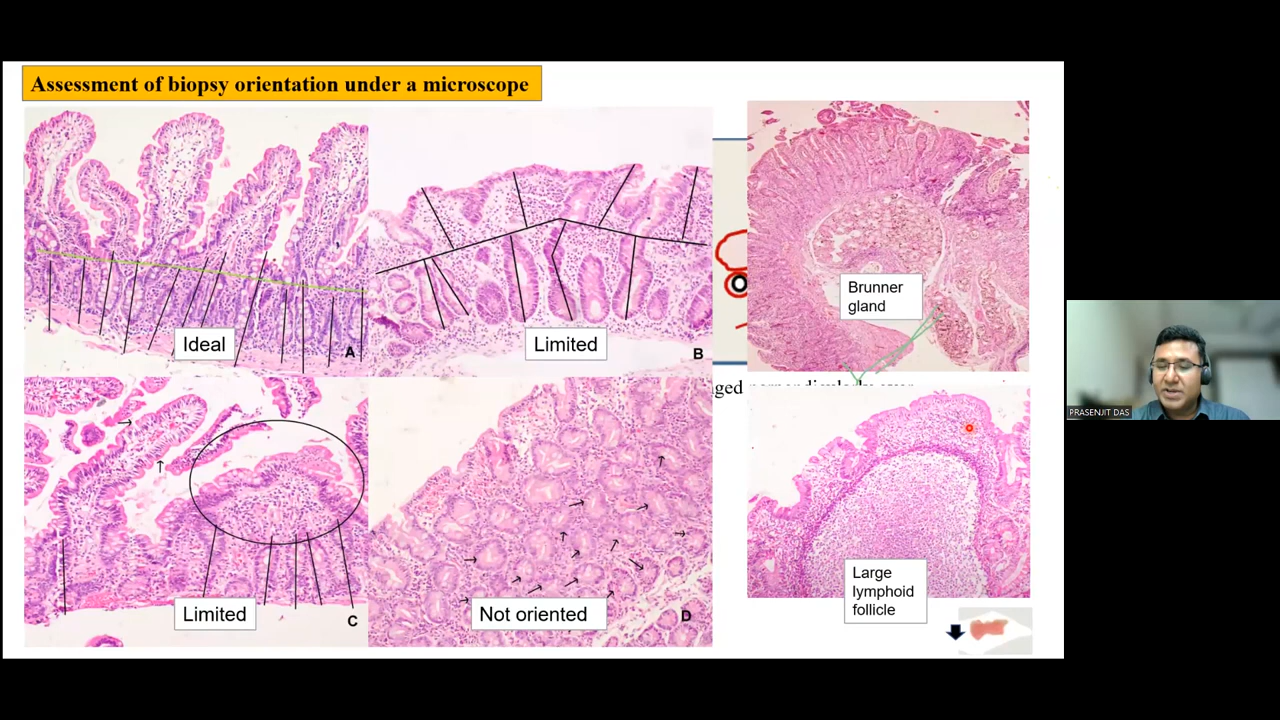 Assessment of biopsy orientation under a microscope
Ideal
A
Limited
B
Brunner
gland
Limited
C
Not oriented
D
Large
lymphoid
follicle
PRASENJIT DAS